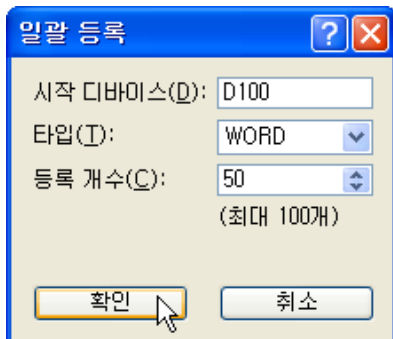 일괄 등록
시작 디바이스(D): D100
타입(T): WORD
등록 개수(C): 50
(최대 100개)
확인 취소